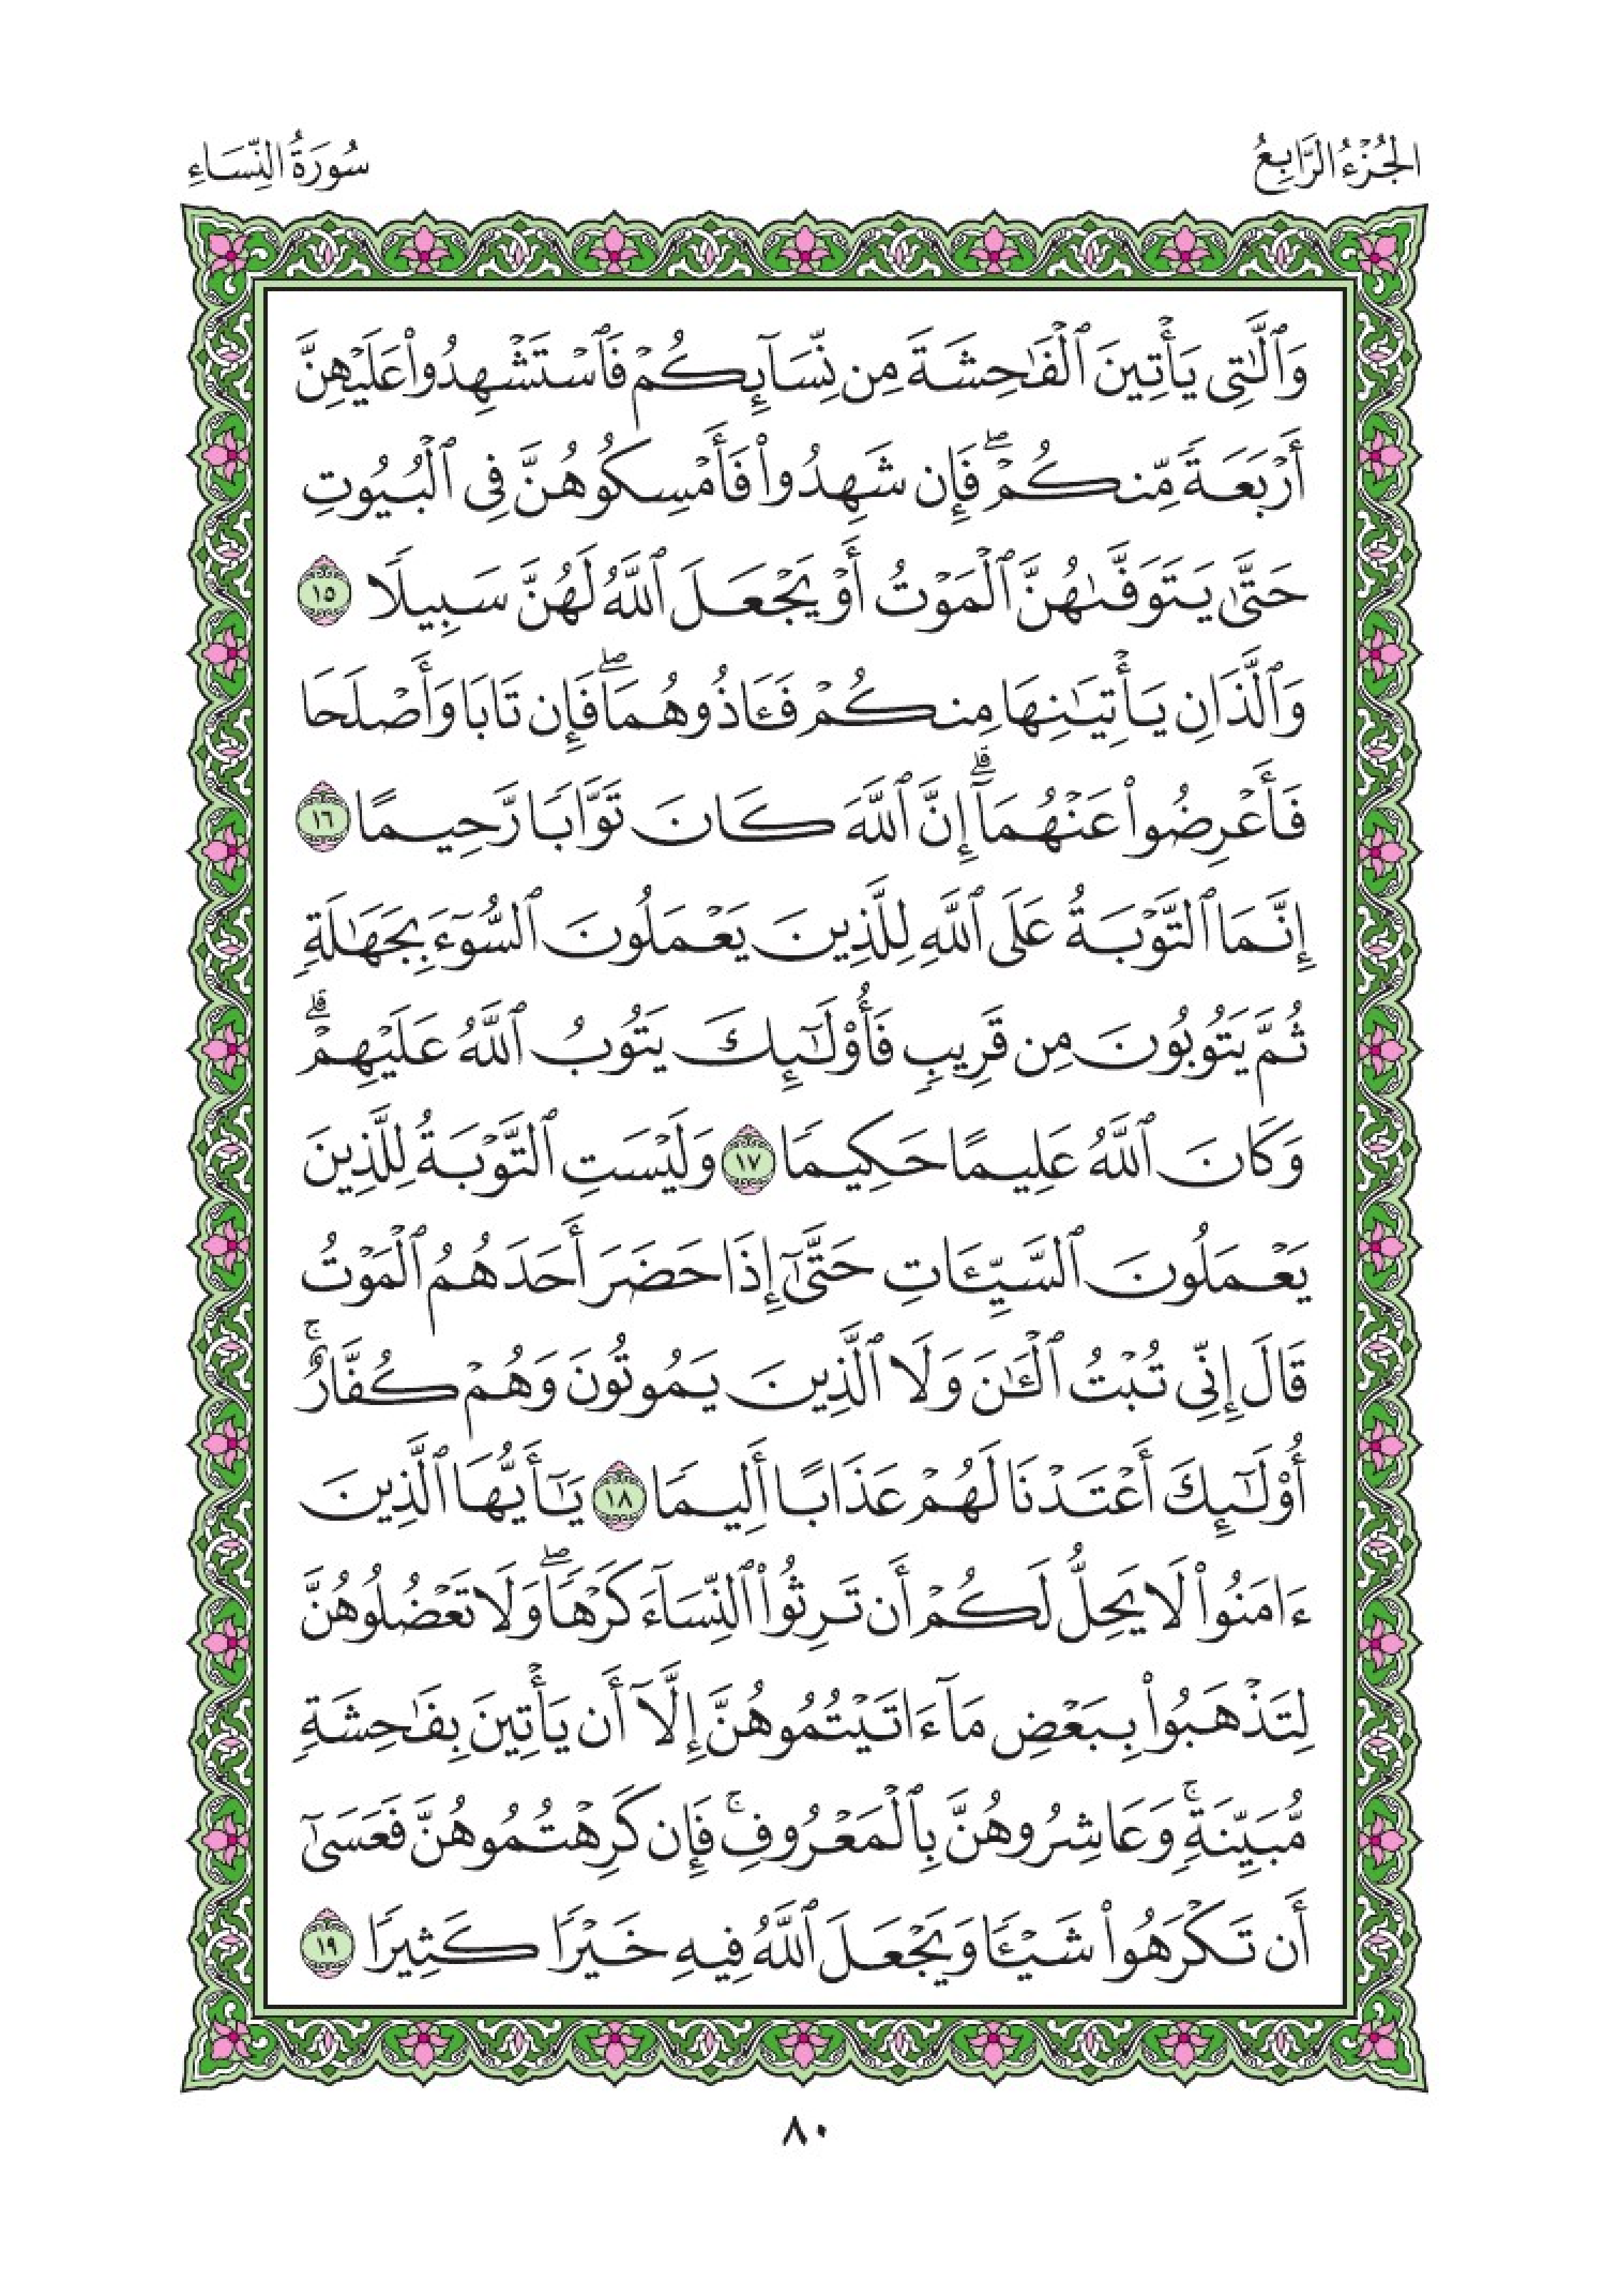 الجُزْءُ الرَّابِعُ
سُورَةُ النِّسَاءِ
وَٱلَّٰتِي يَأۡتِينَ ٱلۡفَٰحِشَةَ مِن نِّسَآئِكُمۡ فَٱسۡتَشۡهِدُواْ عَلَيۡهِنَّ
أَرۡبَعَةٗ مِّنكُمۡۖ فَإِن شَهِدُواْ فَأَمۡسِكُوهُنَّ فِي ٱلۡبُيُوتِ
حَتَّىٰ يَتَوَفَّىٰهُنَّ ٱلۡمَوۡتُ أَوۡ يَجۡعَلَ ٱللَّهُ لَهُنَّ سَبِيلٗا ١٥
وَٱلَّذَانِ يَأۡتِيَٰنِهَا مِنكُمۡ فَـَٔاذُوهُمَاۖ فَإِن تَابَا وَأَصۡلَحَا
فَأَعۡرِضُواْ عَنۡهُمَآۗ إِنَّ ٱللَّهَ كَانَ تَوَّابٗا رَّحِيمًا ١٦
إِنَّمَا ٱلتَّوۡبَةُ عَلَى ٱللَّهِ لِلَّذِينَ يَعۡمَلُونَ ٱلسُّوٓءَ بِجَهَٰلَةٖ
ثُمَّ يَتُوبُونَ مِن قَرِيبٖ فَأُوْلَٰٓئِكَ يَتُوبُ ٱللَّهُ عَلَيۡهِمۡۗ
وَكَانَ ٱللَّهُ عَلِيمًا حَكِيمٗا ١٧ وَلَيۡسَتِ ٱلتَّوۡبَةُ لِلَّذِينَ
يَعۡمَلُونَ ٱلسَّيِّـَٔاتِ حَتَّىٰٓ إِذَا حَضَرَ أَحَدَهُمُ ٱلۡمَوۡتُ
قَالَ إِنِّي تُبۡتُ ٱلۡـَٰٔنَ وَلَا ٱلَّذِينَ يَمُوتُونَ وَهُمۡ كُفَّارٌۚ
أُوْلَٰٓئِكَ أَعۡتَدۡنَا لَهُمۡ عَذَابًا أَلِيمٗا ١٨ يَٰٓأَيُّهَا ٱلَّذِينَ
ءَامَنُواْ لَا يَحِلُّ لَكُمۡ أَن تَرِثُواْ ٱلنِّسَآءَ كَرۡهٗاۖ وَلَا تَعۡضُلُوهُنَّ
لِتَذۡهَبُواْ بِبَعۡضِ مَآ ءَاتَيۡتُمُوهُنَّ إِلَّآ أَن يَأۡتِينَ بِفَٰحِشَةٖ
مُّبَيِّنَةٖۚ وَعَاشِرُوهُنَّ بِٱلۡمَعۡرُوفِۚ فَإِن كَرِهۡتُمُوهُنَّ فَعَسَىٰٓ
أَن تَكۡرَهُواْ شَيۡـٔٗا وَيَجۡعَلَ ٱللَّهُ فِيهِ خَيۡرٗا كَثِيرٗا ١٩
٨٠